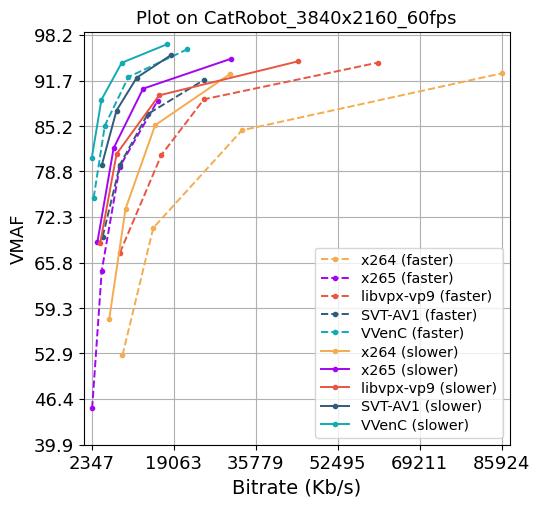 Plot on CatRobot_3840x2160_60fps
98.2
91.7
85.2
78.8
72.3
65.8
59.3
52.9
46.4
39.9
VMAF
x264 (faster)
x265 (faster)
libvpx-vp9 (faster)
SVT-AV1 (faster)
VVenC (faster)
x264 (slower)
x265 (slower)
libvpx-vp9 (slower)
SVT-AV1 (slower)
VVenC (slower)
2347 19063 35779 52495 69211 85924
Bitrate (Kb/s)